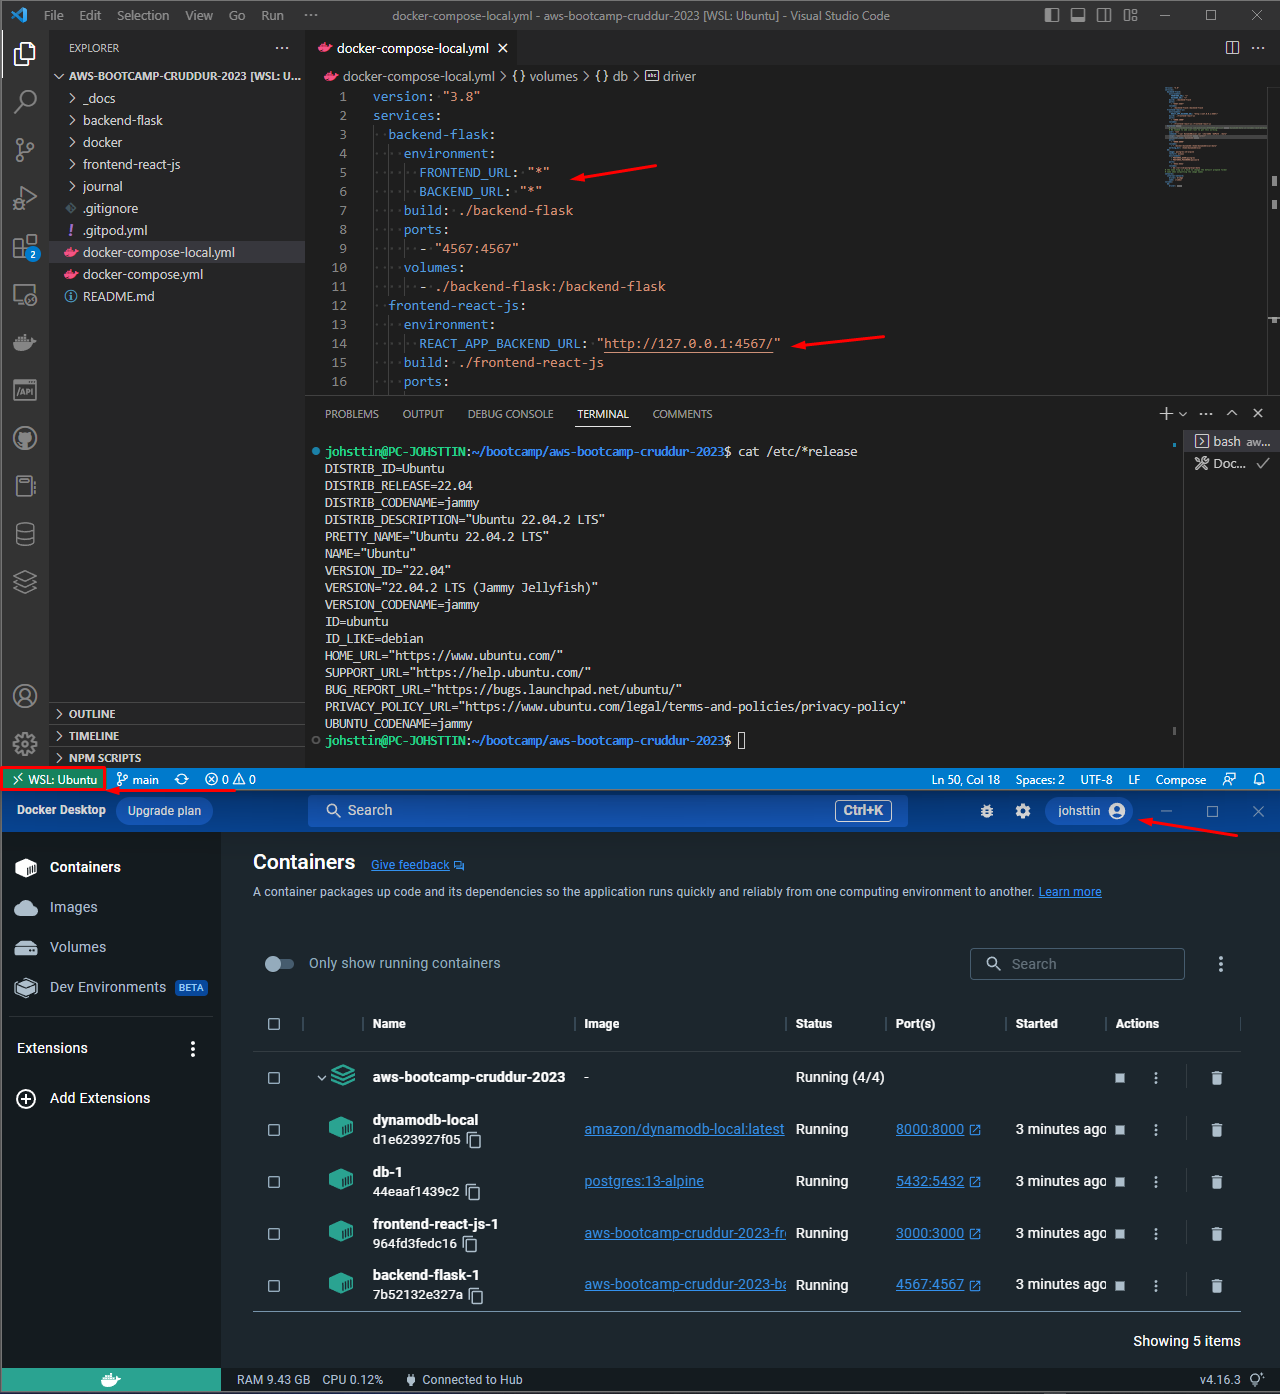 File Edit Selection View Go Run ··· docker-compose-local.yml - aws-bootcamp-cruddur-2023 [WSL: Ubuntu] - Visual Studio Code
EXPLORER ···
AWS-BOOTCAMP-CRUDDUR-2023 [WSL: U...
_docs
backend-flask
docker
frontend-react-js
journal
.gitignore
.gitpod.yml
docker-compose-local.yml
docker-compose.yml
README.md
OUTLINE
TIMELINE
NPM SCRIPTS
2
/API
docker-compose-local.yml
docker-compose-local.yml > {} volumes > {} db > abc driver
1 version: "3.8"
2 services:
3 backend-flask:
4 environment:
5 FRONTEND_URL: "*"
6 BACKEND_URL: "*"
7 build: ./backend-flask
8 ports:
9 - "4567:4567"
10 volumes:
11 - ./backend-flask:/backend-flask
12 frontend-react-js:
13 environment:
14 REACT_APP_BACKEND_URL: "http://127.0.0.1:4567/"
15 build: ./frontend-react-js
16 ports:
PROBLEMS OUTPUT DEBUG CONSOLE TERMINAL COMMENTS
bash aw...
Doc...
johsttin@PC-JOHSTTIN:~/bootcamp/aws-bootcamp-cruddur-2023$ cat /etc/*release
DISTRIB_ID=Ubuntu
DISTRIB_RELEASE=22.04
DISTRIB_CODENAME=jammy
DISTRIB_DESCRIPTION="Ubuntu 22.04.2 LTS"
PRETTY_NAME="Ubuntu 22.04.2 LTS"
NAME="Ubuntu"
VERSION_ID="22.04"
VERSION="22.04.2 LTS (Jammy Jellyfish)"
VERSION_CODENAME=jammy
ID=ubuntu
ID_LIKE=debian
HOME_URL="https://www.ubuntu.com/"
SUPPORT_URL="https://help.ubuntu.com/"
BUG_REPORT_URL="https://bugs.launchpad.net/ubuntu/"
PRIVACY_POLICY_URL="https://www.ubuntu.com/legal/terms-and-policies/privacy-policy"
UBUNTU_CODENAME=jammy
johsttin@PC-JOHSTTIN:~/bootcamp/aws-bootcamp-cruddur-2023$
WSL: Ubuntu main 0 0 Ln 50, Col 18 Spaces: 2 UTF-8 LF Compose
Docker Desktop Upgrade plan Search Ctrl+K johsttin
Containers
Images
Volumes
Dev Environments BETA
Extensions
Add Extensions
Containers Give feedback
A container packages up code and its dependencies so the application runs quickly and reliably from one computing environment to another. Learn more
Only show running containers Search
Name Image Status Port(s) Started Actions
aws-bootcamp-cruddur-2023 - Running (4/4)
dynamodb-local
d1e623927f05 amazon/dynamodb-local:latest Running 8000:8000 3 minutes ago
db-1
44eaaf1439c2 postgres:13-alpine Running 5432:5432 3 minutes ago
frontend-react-js-1
964fd3fedc16 aws-bootcamp-cruddur-2023-fr Running 3000:3000 3 minutes ago
backend-flask-1
7b52132e327a aws-bootcamp-cruddur-2023-ba Running 4567:4567 3 minutes ago
Showing 5 items
RAM 9.43 GB CPU 0.12% Connected to Hub v4.16.3